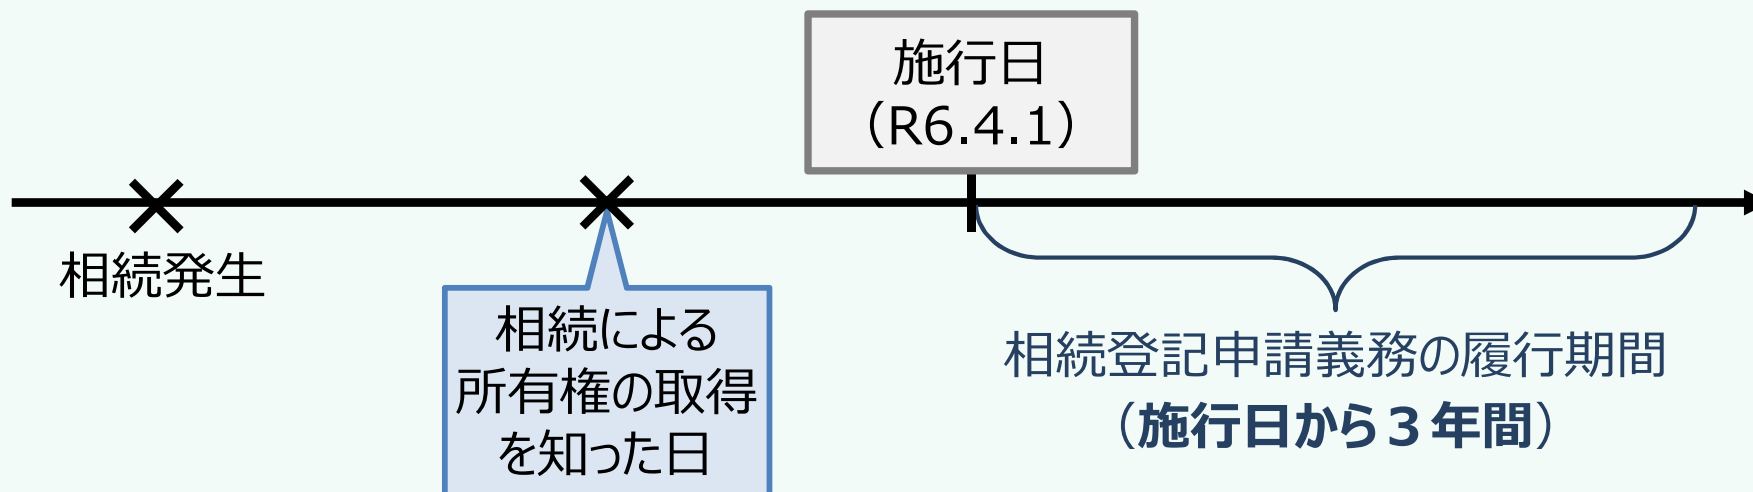 施行日
（R6.4.1）
相続発生
相続による
所有権の取得
を知った日
相続登記申請義務の履行期間
（施行日から３年間）